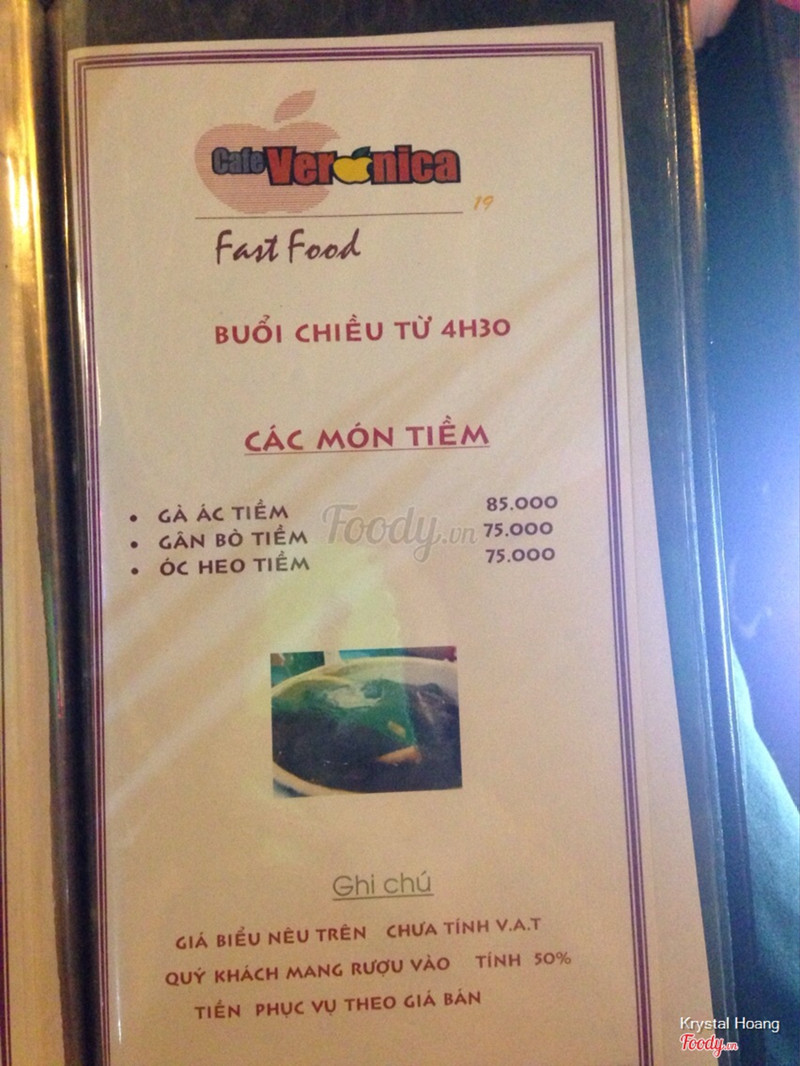 Cafe Veronica
19
Fast Food
BUỔI CHIỀU TỪ 4H30
CÁC MÓN TIỀM
• GÀ ÁC TIỀM 85.000
• GÂN BÒ TIỀM 75.000
• ÓC HEO TIỀM 75.000
Foody.vn
Ghi chú
GIÁ BIỂU NÊU TRÊN CHƯA TÍNH V.A.T
QUÝ KHÁCH MANG RƯỢU VÀO TÍNH 50%
TIỀN PHỤC VỤ THEO GIÁ BÁN
Krystal Hoang
Foody.vn